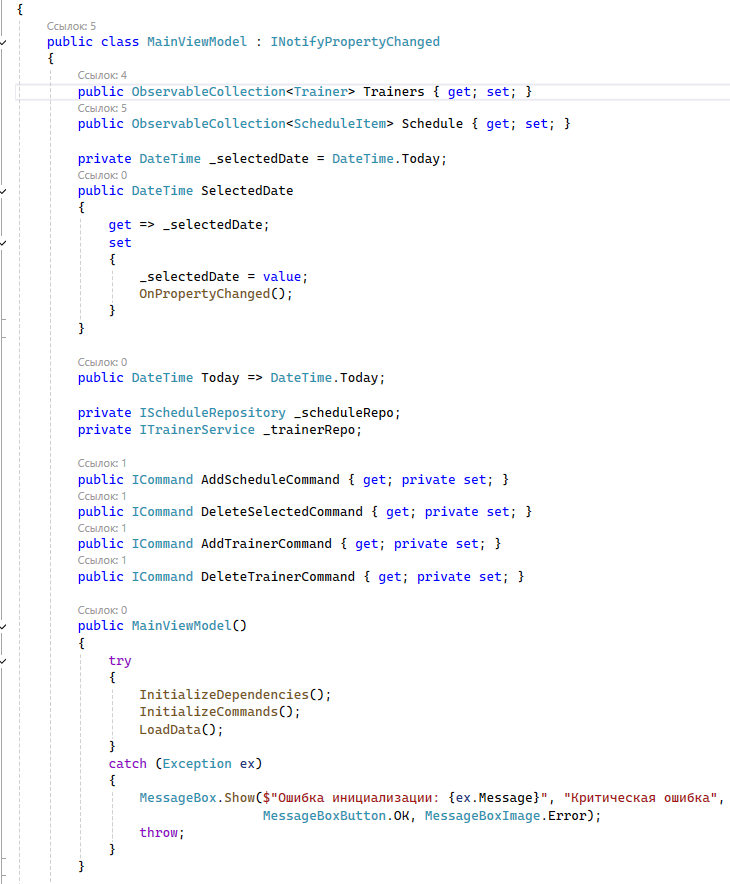 {
Ссылок: 5
public class MainViewModel : INotifyPropertyChanged
{
Ссылок: 4
public ObservableCollection<Trainer> Trainers { get; set; }
Ссылок: 5
public ObservableCollection<ScheduleItem> Schedule { get; set; }
private DateTime _selectedDate = DateTime.Today;
Ссылок: 0
public DateTime SelectedDate
{
get => _selectedDate;
set
{
_selectedDate = value;
OnPropertyChanged();
}
}
Ссылок: 0
public DateTime Today => DateTime.Today;
private IScheduleRepository _scheduleRepo;
private ITrainerService _trainerRepo;
Ссылок: 1
public ICommand AddScheduleCommand { get; private set; }
Ссылок: 1
public ICommand DeleteSelectedCommand { get; private set; }
Ссылок: 1
public ICommand AddTrainerCommand { get; private set; }
Ссылок: 1
public ICommand DeleteTrainerCommand { get; private set; }
Ссылок: 0
public MainViewModel()
{
try
{
InitializeDependencies();
InitializeCommands();
LoadData();
}
catch (Exception ex)
{
MessageBox.Show($"Ошибка инициализации: {ex.Message}", "Критическая ошибка",
MessageBoxButton.OK, MessageBoxImage.Error);
throw;
}
}